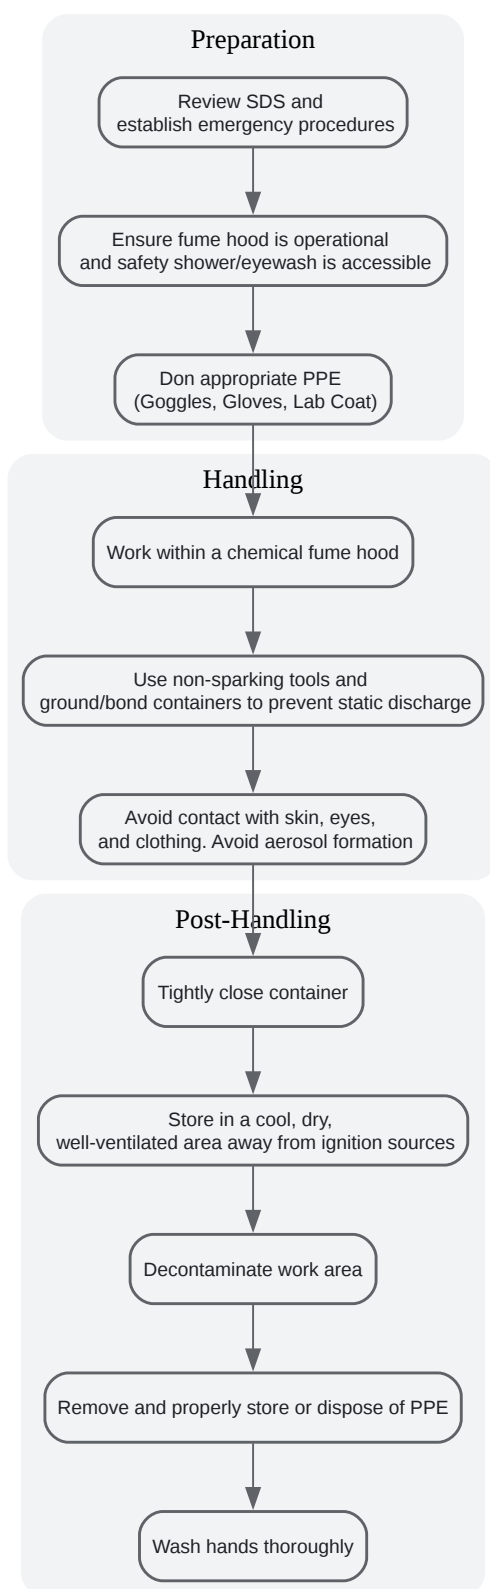 Preparation
Review SDS and
establish emergency procedures
Ensure fume hood is operational
and safety shower/eyewash is accessible
Don appropriate PPE
(Goggles, Gloves, Lab Coat)
Handling
Work within a chemical fume hood
Use non-sparking tools and
ground/bond containers to prevent static discharge
Avoid contact with skin, eyes,
and clothing. Avoid aerosol formation
Post-Handling
Tightly close container
Store in a cool, dry,
well-ventilated area away from ignition sources
Decontaminate work area
Remove and properly store or dispose of PPE
Wash hands thoroughly